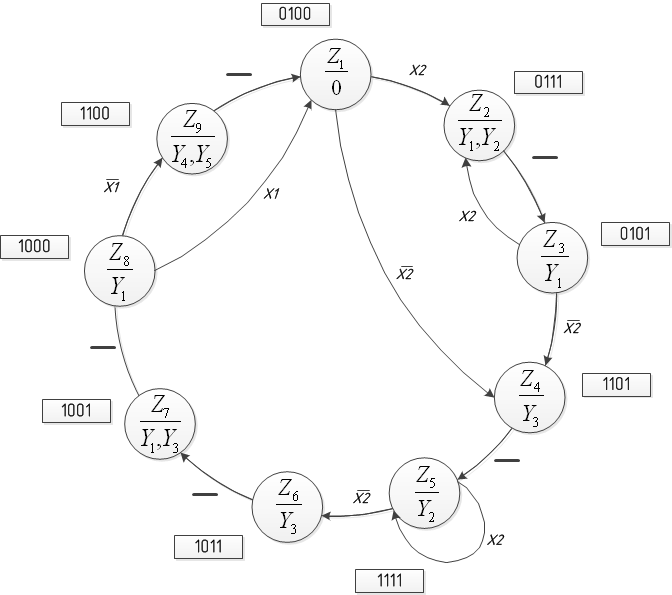 0100
Z1
0
X2
0111
Z2
Y1,Y2
—
1100
Z9
Y4,Y5
—
X̅1̅
X1
X2
Z3
Y1
0101
1000
Z8
Y1
X̅2̅
X̅2̅
—
Z4
Y3
1101
1001
Z7
Y1,Y3
—
Z5
Y2
X̅2̅
X2
—
Z6
Y3
1011
1111